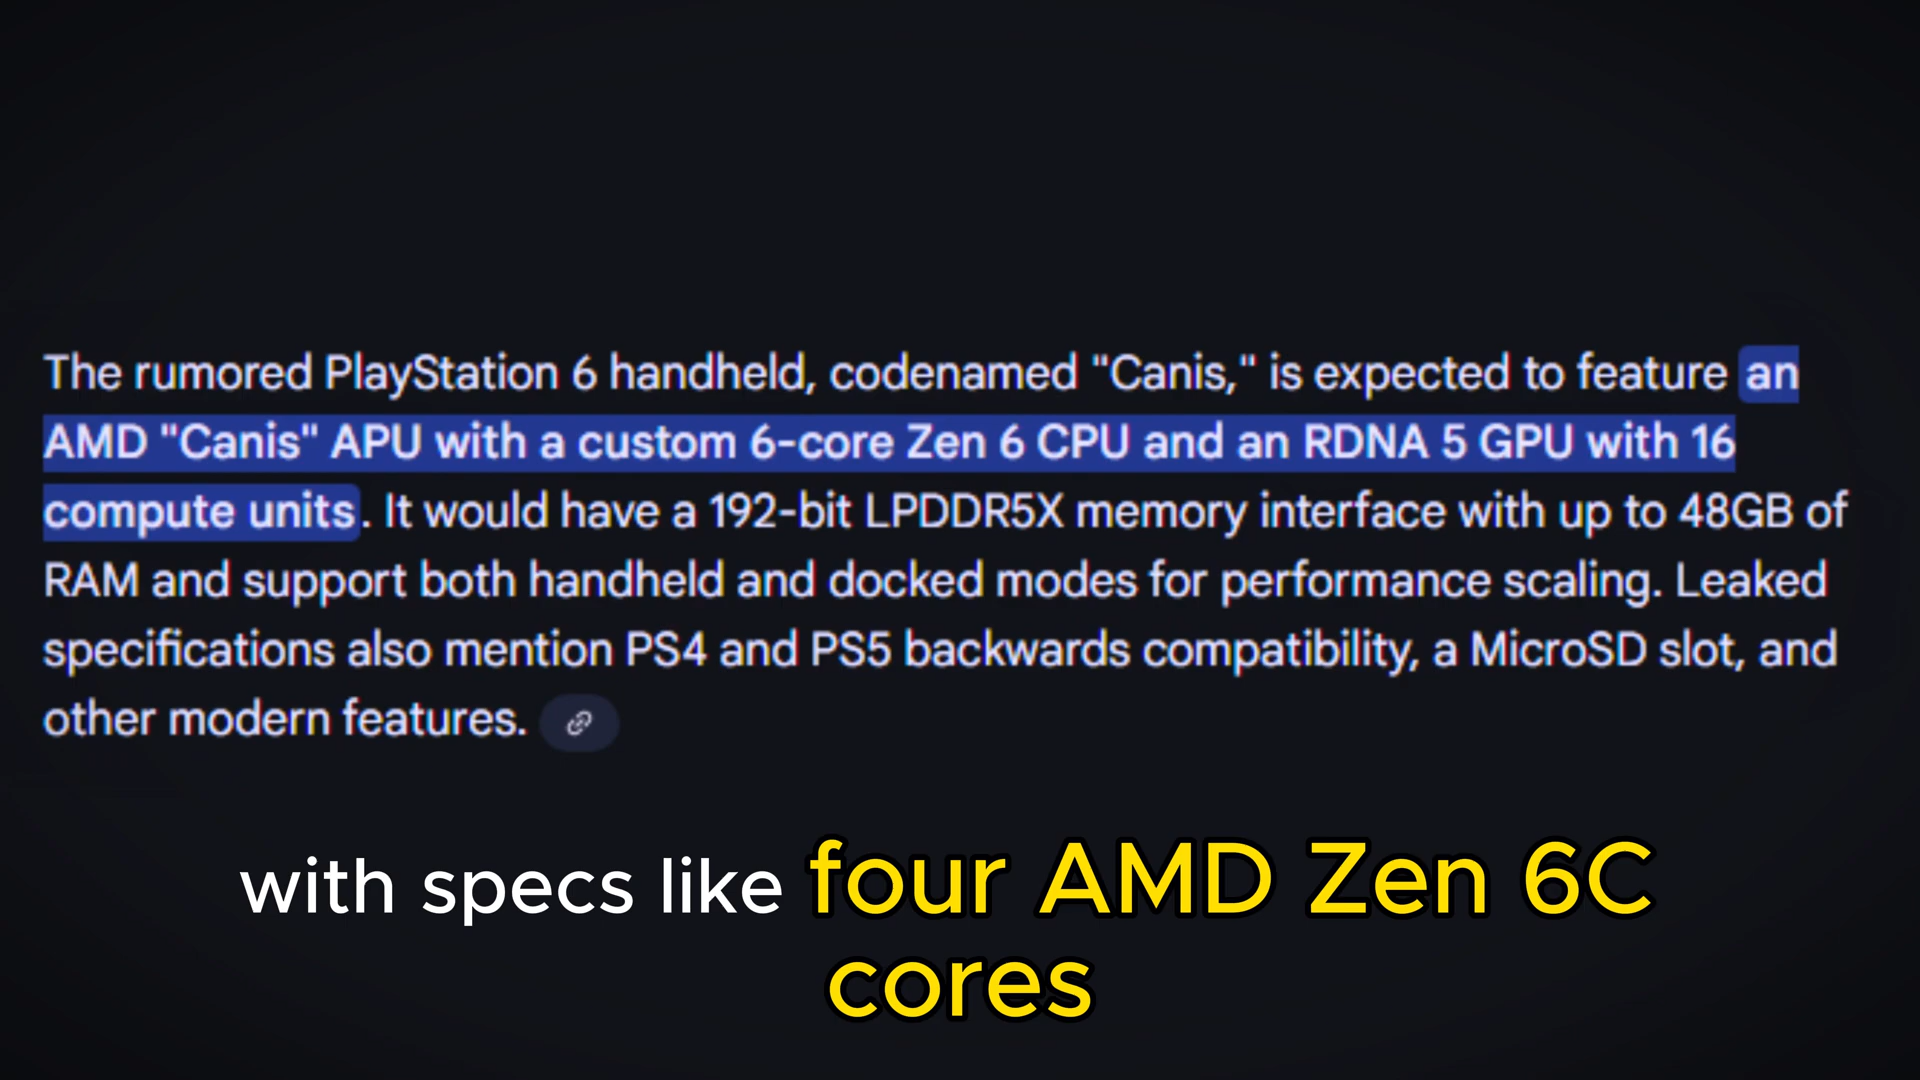 The rumored PlayStation 6 handheld, codenamed "Canis," is expected to feature an
AMD "Canis" APU with a custom 6-core Zen 6 CPU and an RDNA 5 GPU with 16
compute units. It would have a 192-bit LPDDR5X memory interface with up to 48GB of
RAM and support both handheld and docked modes for performance scaling. Leaked
specifications also mention PS4 and PS5 backwards compatibility, a MicroSD slot, and
other modern features.
with specs like four AMD Zen 6C
cores